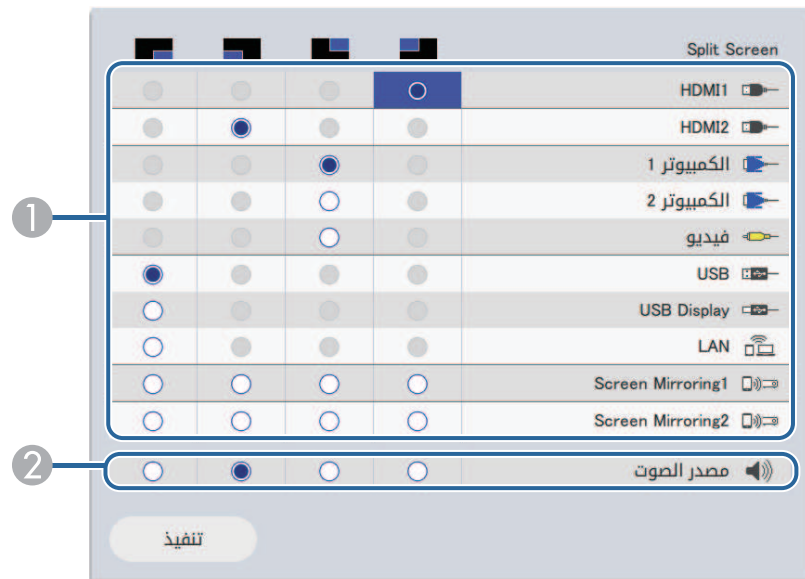 Split Screen
HDMI1
HDMI2
الكمبيوتر 1
الكمبيوتر 2
فيديو
USB
USB Display
LAN
Screen Mirroring1
Screen Mirroring2
مصدر الصوت
تنفيذ
1
2